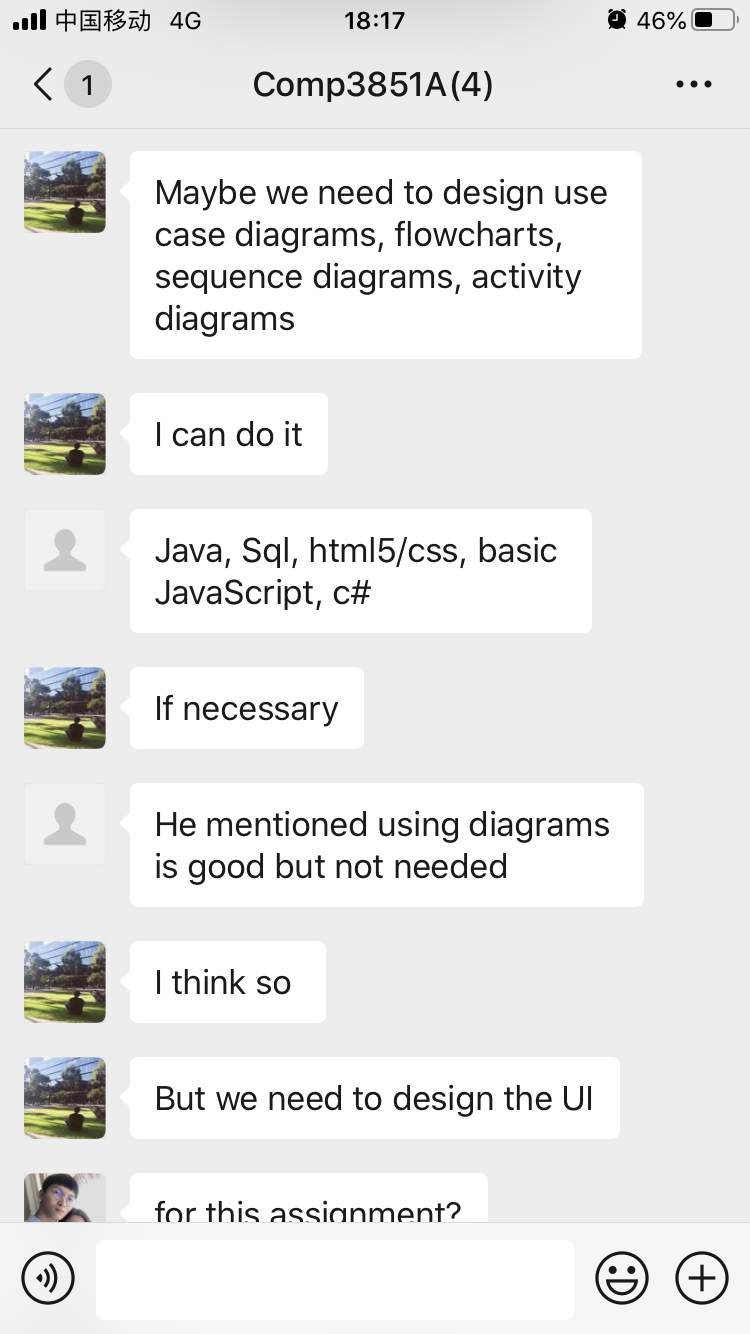 中国移动 4G 18:17 46%
1 Comp3851A(4)
Maybe we need to design use
case diagrams, flowcharts,
sequence diagrams, activity
diagrams
I can do it
Java, Sql, html5/css, basic
JavaScript, c#
If necessary
He mentioned using diagrams
is good but not needed
I think so
But we need to design the UI
for this assignment?